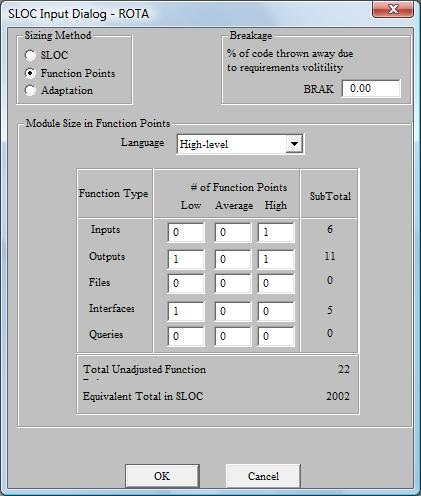 SLOC Input Dialog - ROTA
Sizing Method
SLOC
Function Points
Adaptation
Breakage
% of code thrown away due
to requirements volitility
BRAK 0.00
Module Size in Function Points
Language High-level
Function Type
# of Function Points
Low Average High
SubTotal
Inputs 0 0 1 6
Outputs 1 0 1 11
Files 0 0 0 0
Interfaces 1 0 0 5
Queries 0 0 0 0
Total Unadjusted Function 22
Equivalent Total in SLOC 2002
OK Cancel